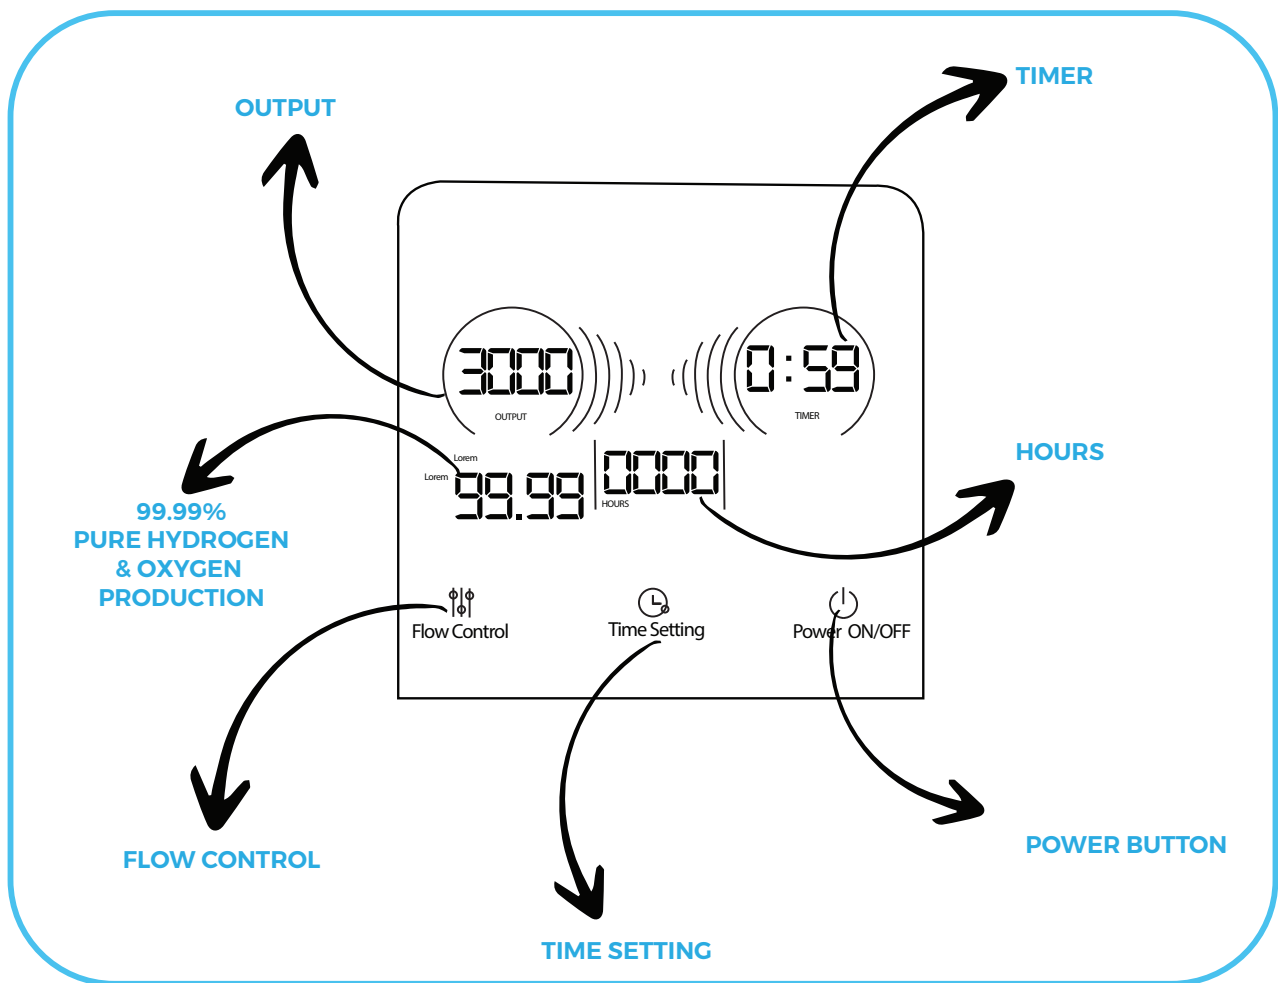 TIMER
OUTPUT
3000
0:59
OUTPUT
TIMER
HOURS
Lorem
Lorem
99.99
0000
HOURS
99.99%
PURE HYDROGEN
& OXYGEN
PRODUCTION
Flow Control
Time Setting
Power ON/OFF
POWER BUTTON
FLOW CONTROL
TIME SETTING